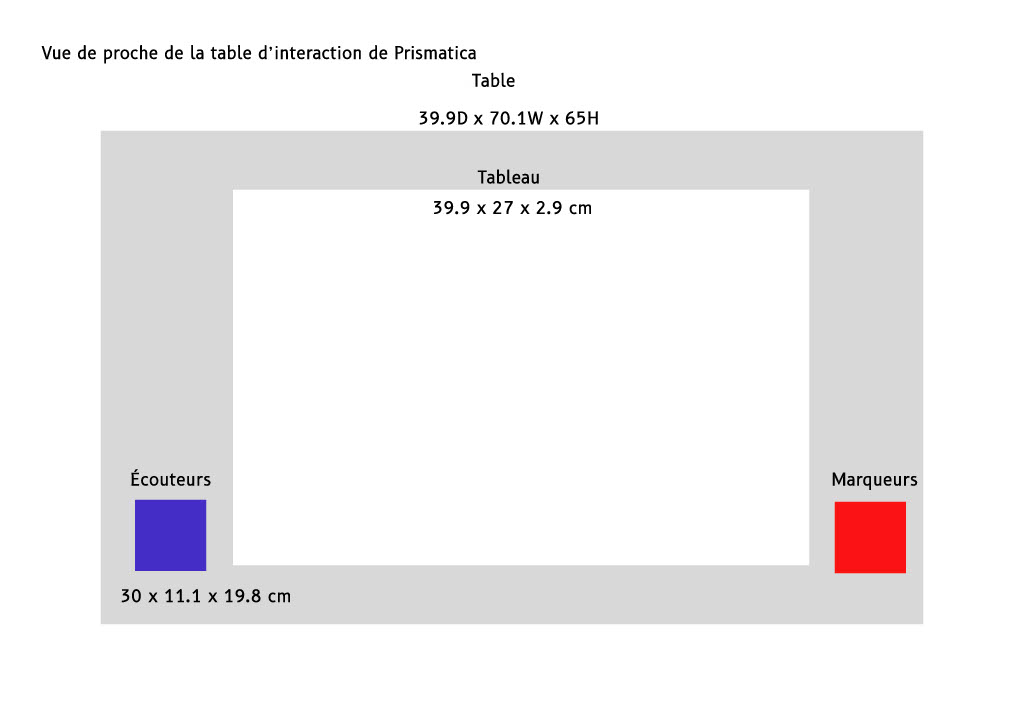 Vue de proche de la table d'interaction de Prismatica
Table
39.9D x 70.1W x 65H
Tableau
39.9 x 27 x 2.9 cm
Écouteurs
Marqueurs
30 x 11.1 x 19.8 cm